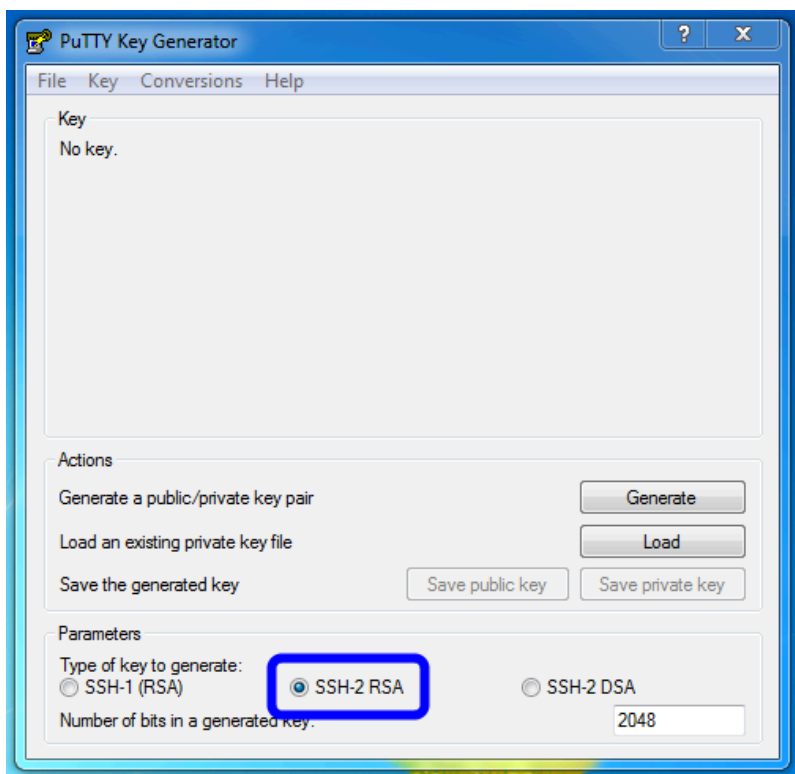 PuTTY Key Generator
?
X
File Key Conversions Help
Key
No key.
Actions
Generate a public/private key pair Generate
Load an existing private key file Load
Save the generated key Save public key Save private key
Parameters
Type of key to generate:
SSH-1 (RSA) SSH-2 RSA SSH-2 DSA
Number of bits in a generated key: 2048